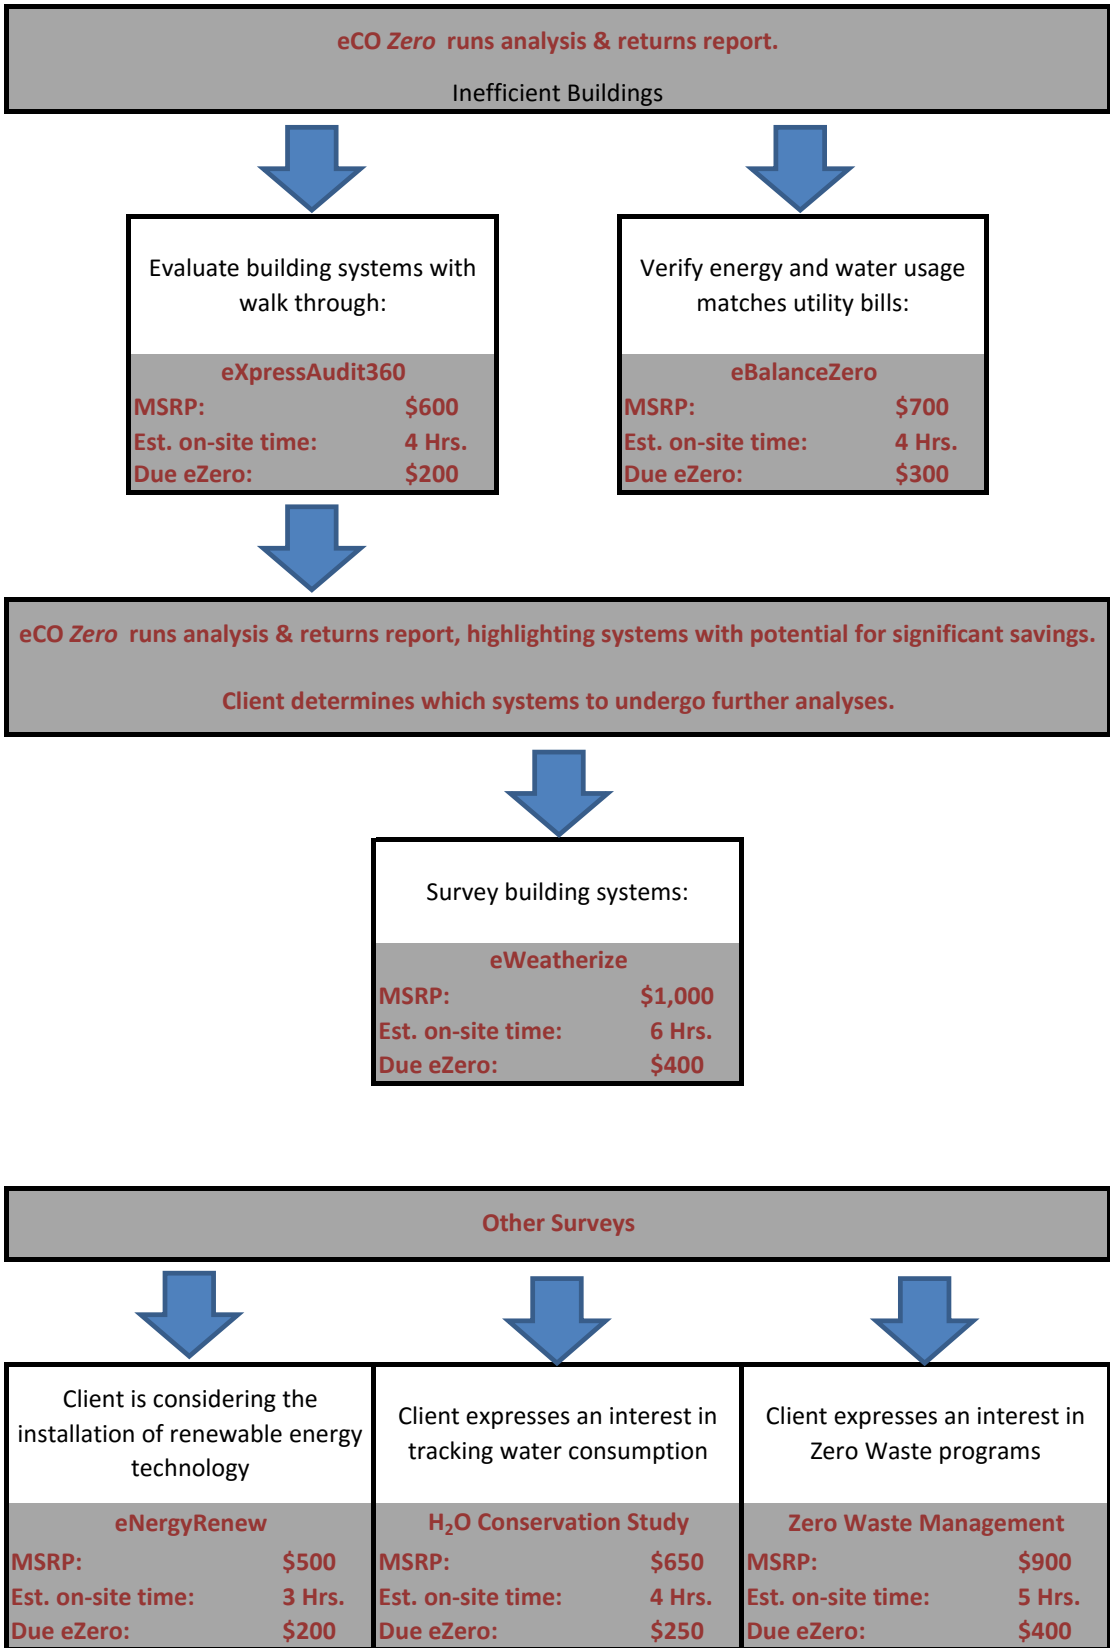 eCO Zero runs analysis & returns report.
Inefficient Buildings
Evaluate building systems with
walk through:
eXpressAudit360
MSRP: $600
Est. on-site time: 4 Hrs.
Due eZero: $200
Verify energy and water usage
matches utility bills:
eBalanceZero
MSRP: $700
Est. on-site time: 4 Hrs.
Due eZero: $300
eCO Zero runs analysis & returns report, highlighting systems with potential for significant savings.
Client determines which systems to undergo further analyses.
Survey building systems:
eWeatherize
MSRP: $1,000
Est. on-site time: 6 Hrs.
Due eZero: $400
Other Surveys
Client is considering the
installation of renewable energy
technology
eNergyRenew
MSRP: $500
Est. on-site time: 3 Hrs.
Due eZero: $200
Client expresses an interest in
tracking water consumption
H₂O Conservation Study
MSRP: $650
Est. on-site time: 4 Hrs.
Due eZero: $250
Client expresses an interest in
Zero Waste programs
Zero Waste Management
MSRP: $900
Est. on-site time: 5 Hrs.
Due eZero: $400